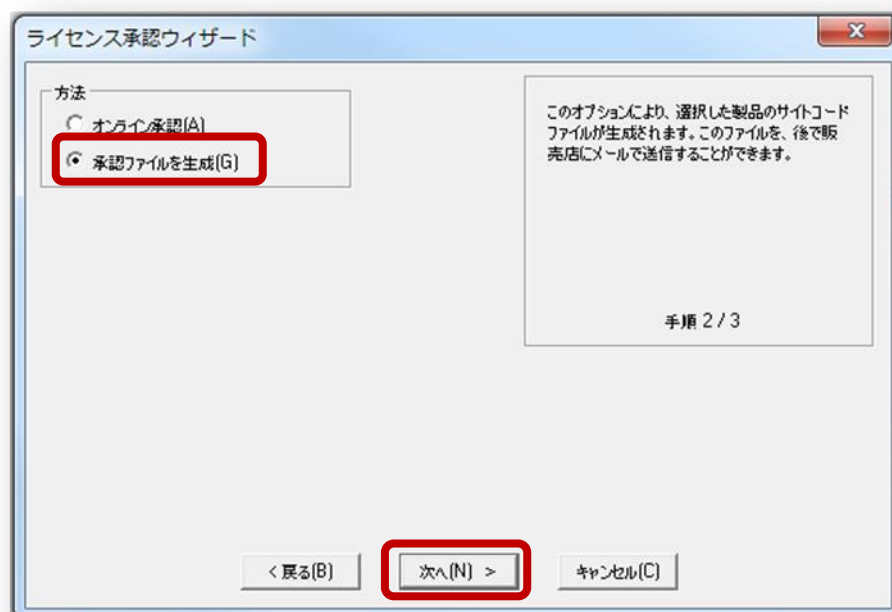 ライセンス承認ウィザード
方法
オンライン承認(A)
承認ファイルを生成(G)
このオプションにより、選択した製品のサイトコード
ファイルが生成されます。このファイルを、後で販
売店にメールで送信することができます。
手順 2 / 3
< 戻る(B)
次へ(N) >
キャンセル(C)